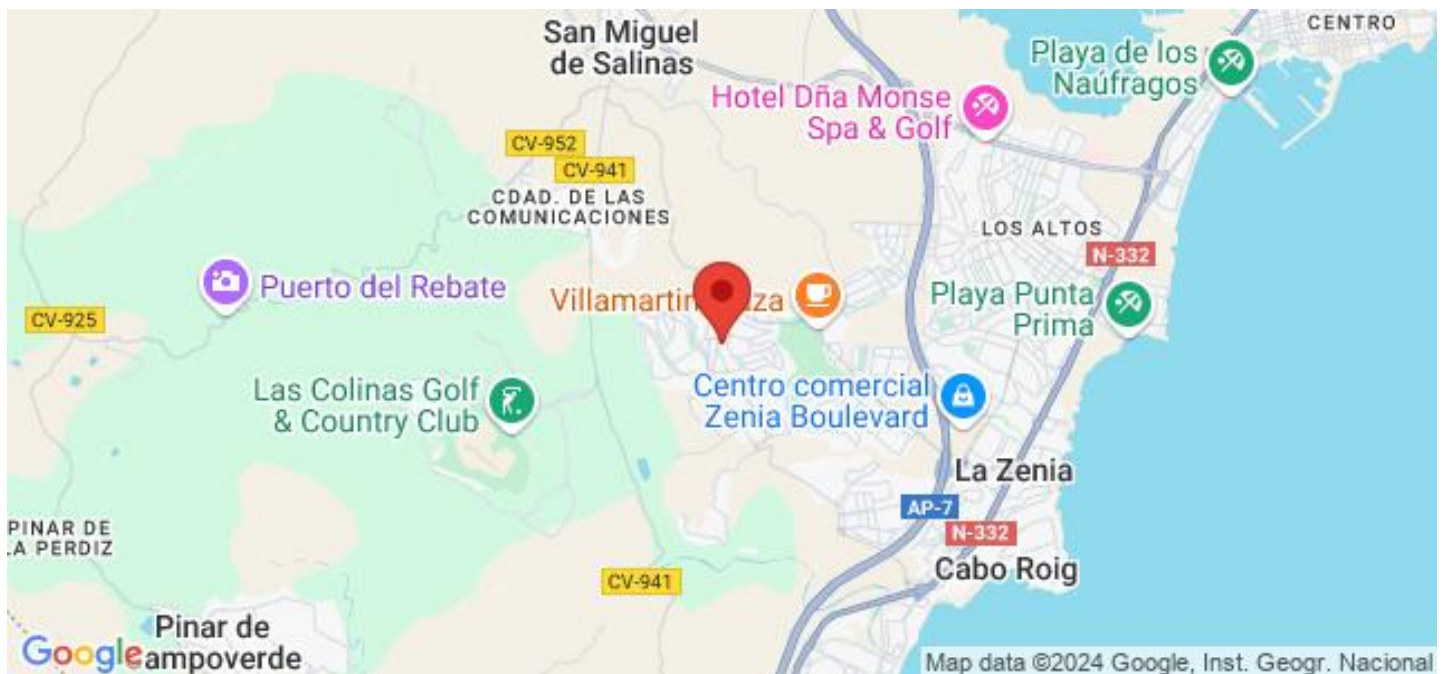 CENTRO
San Miguel
de Salinas
Playa de los
Naúfragos
Hotel Dña Monse
Spa & Golf
CV-952
CV-941
CDAD. DE LAS
COMUNICACIONES
LOS ALTOS
N-332
Puerto del Rebate
Villamartin
CV-925
Playa Punta
Prima
Las Colinas Golf
& Country Club
Centro comercial
Zenia Boulevard
La Zenia
AP-7
N-332
PINAR DE
LA PERDIZ
CV-941
Cabo Roig
Pinar de
ampoverde
Google
Map data ©2024 Google, Inst. Geogr. Nacional